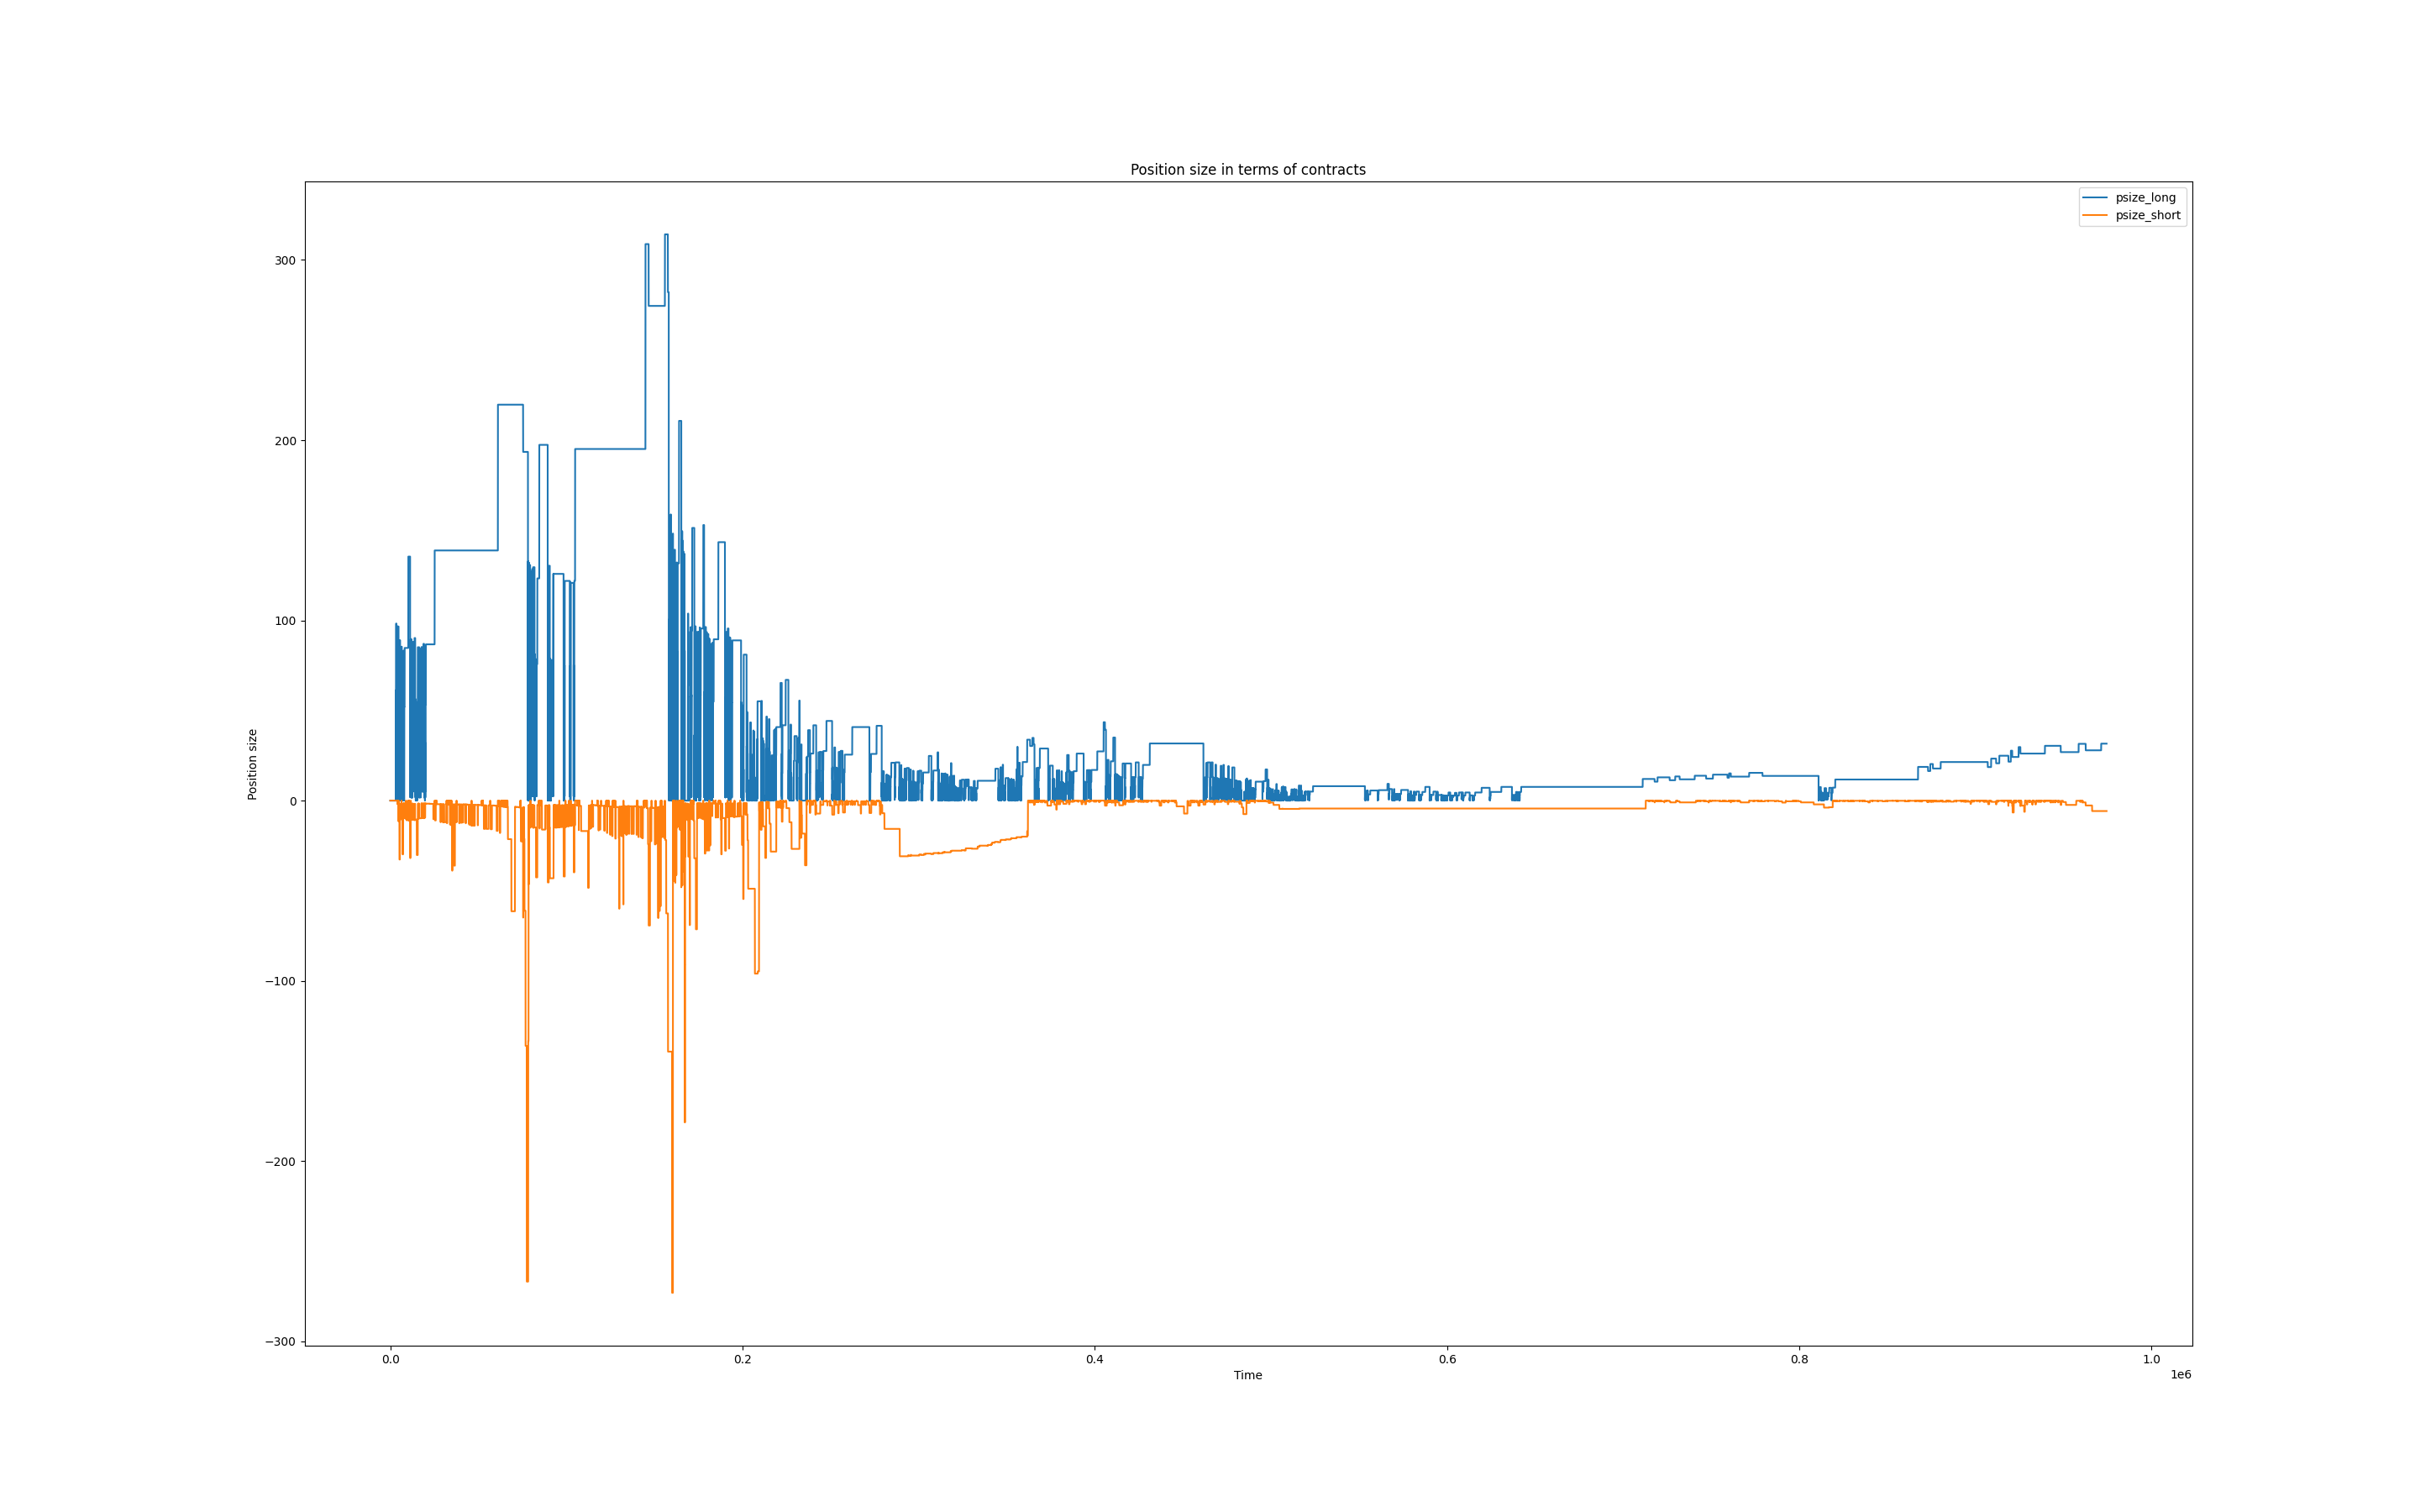 Position size in terms of contracts
psize_long
psize_short
300
200
100
0
−100
−200
−300
Position size
0.0
0.2
0.4
0.6
0.8
1.0
Time
1e6